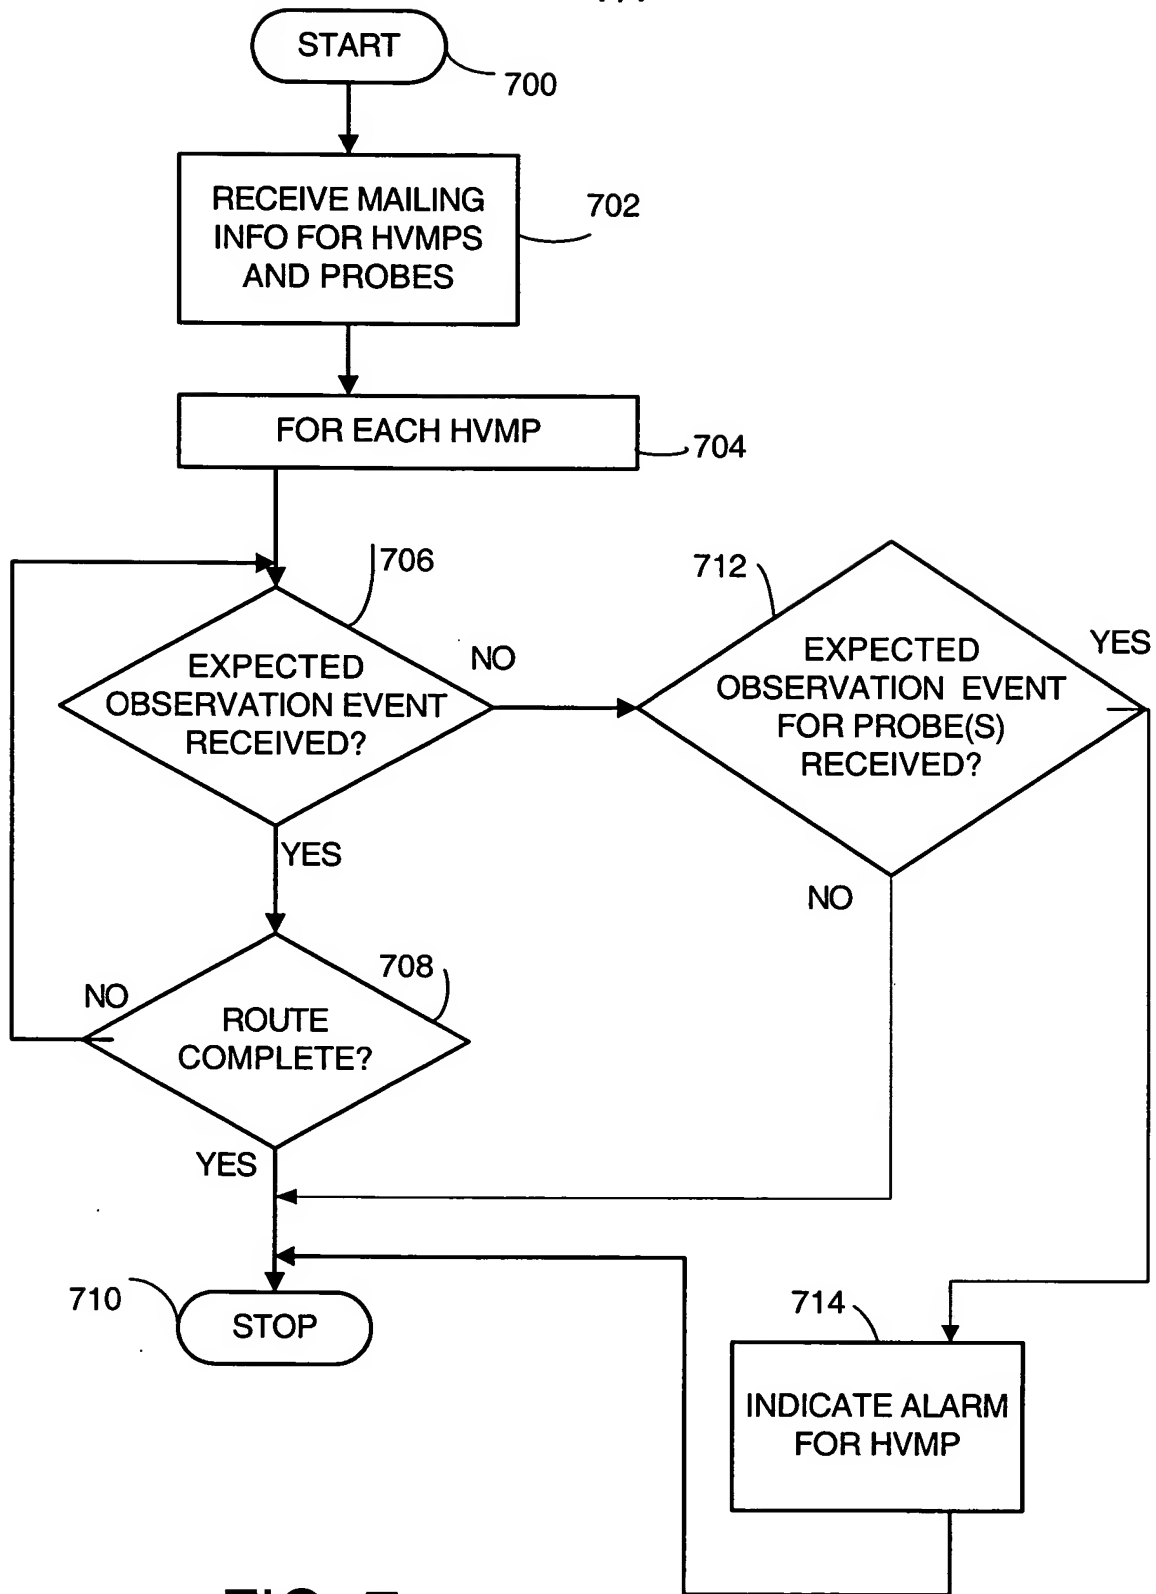 START
700
RECEIVE MAILING
INFO FOR HVMPS
AND PROBES
702
FOR EACH HVMP
704
706
EXPECTED
OBSERVATION EVENT
RECEIVED?
NO
712
EXPECTED
OBSERVATION EVENT
FOR PROBE(S)
RECEIVED?
YES
YES
NO
708
NO
ROUTE
COMPLETE?
YES
710
STOP
714
INDICATE ALARM
FOR HVMP